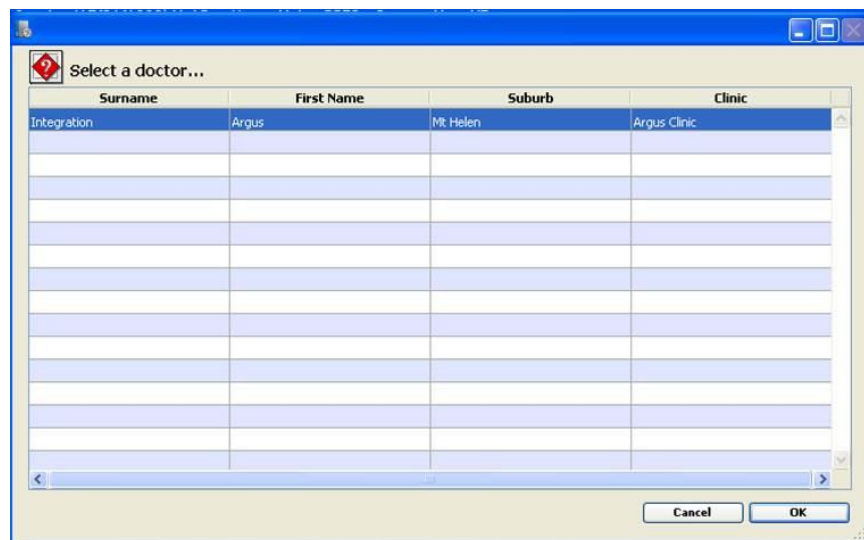 Select a doctor...
Surname First Name Suburb Clinic
Integration Argus Mt Helen Argus Clinic
Cancel OK